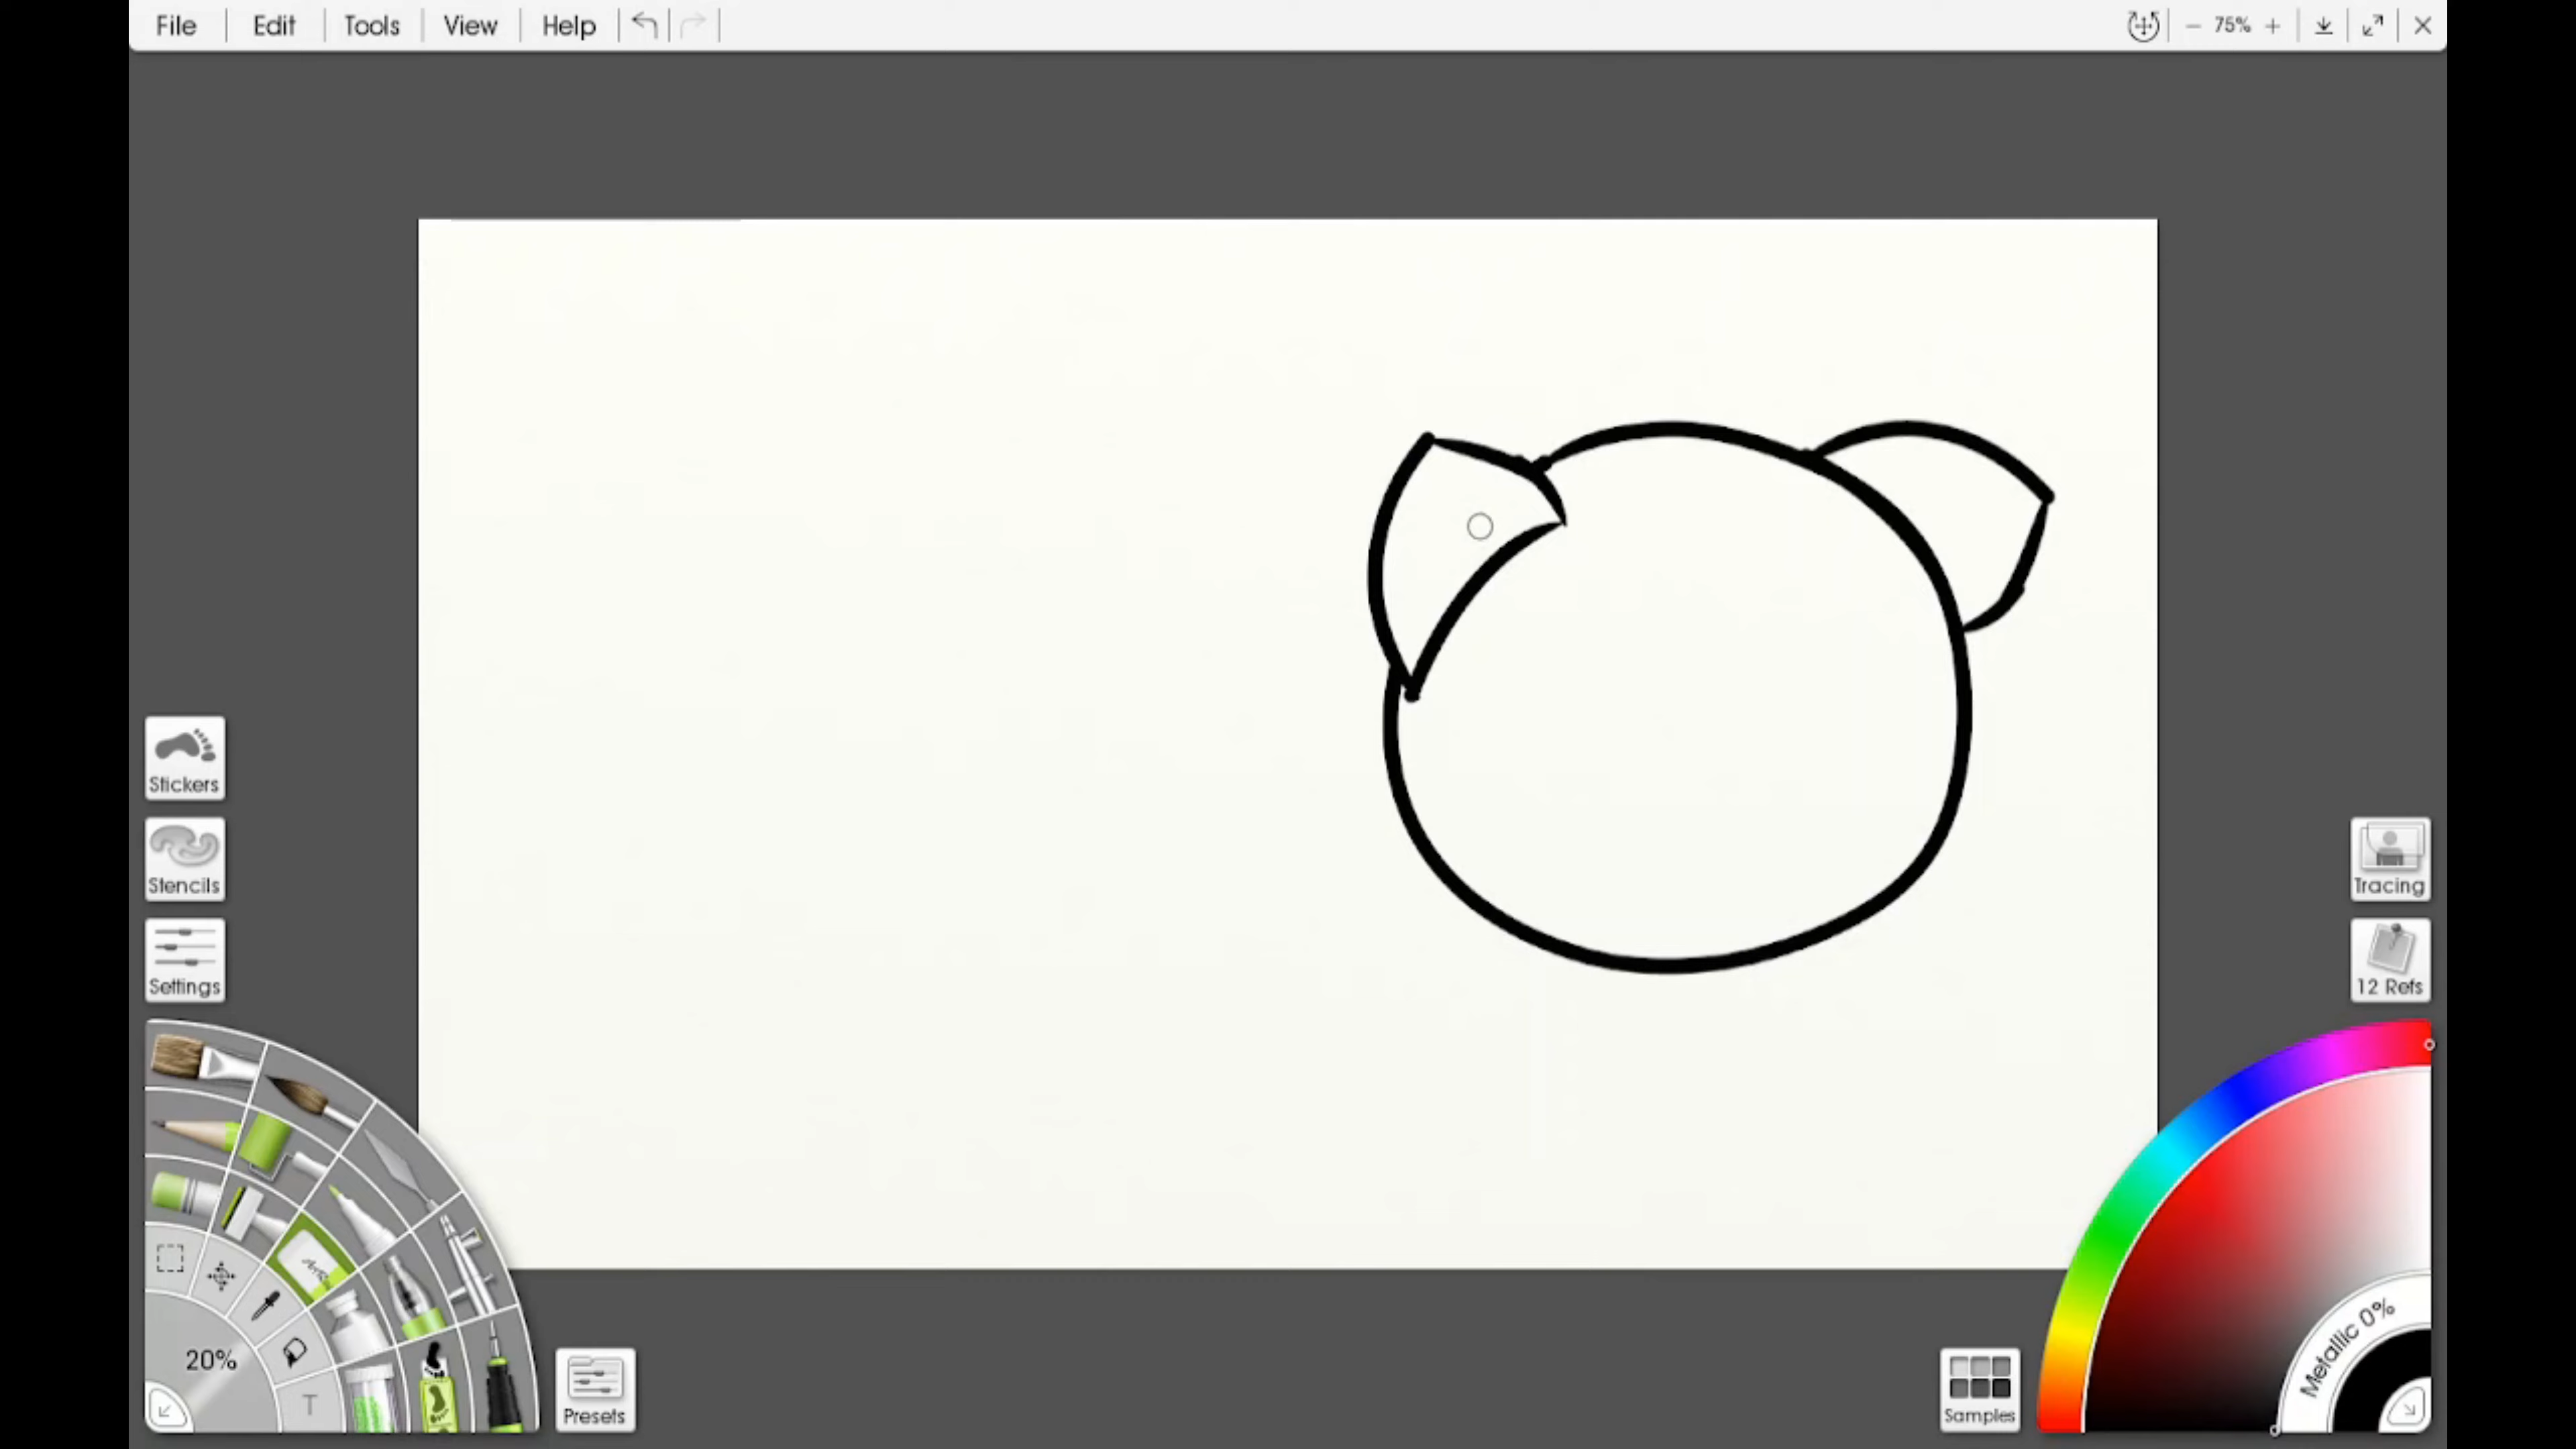 File
Edit
Tools
View
Help
75%
Stickers
Stencils
Settings
Tracing
12 Refs
20%
T
Presets
Samples
Metallic 0%